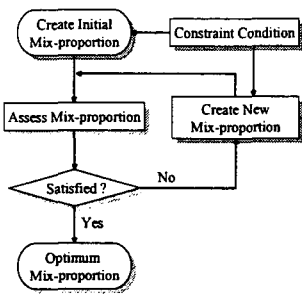 Create Initial
Mix-proportion
Constraint Condition
Assess Mix-proportion
Create New
Mix-proportion
Satisfied ?
No
Yes
Optimum
Mix-proportion